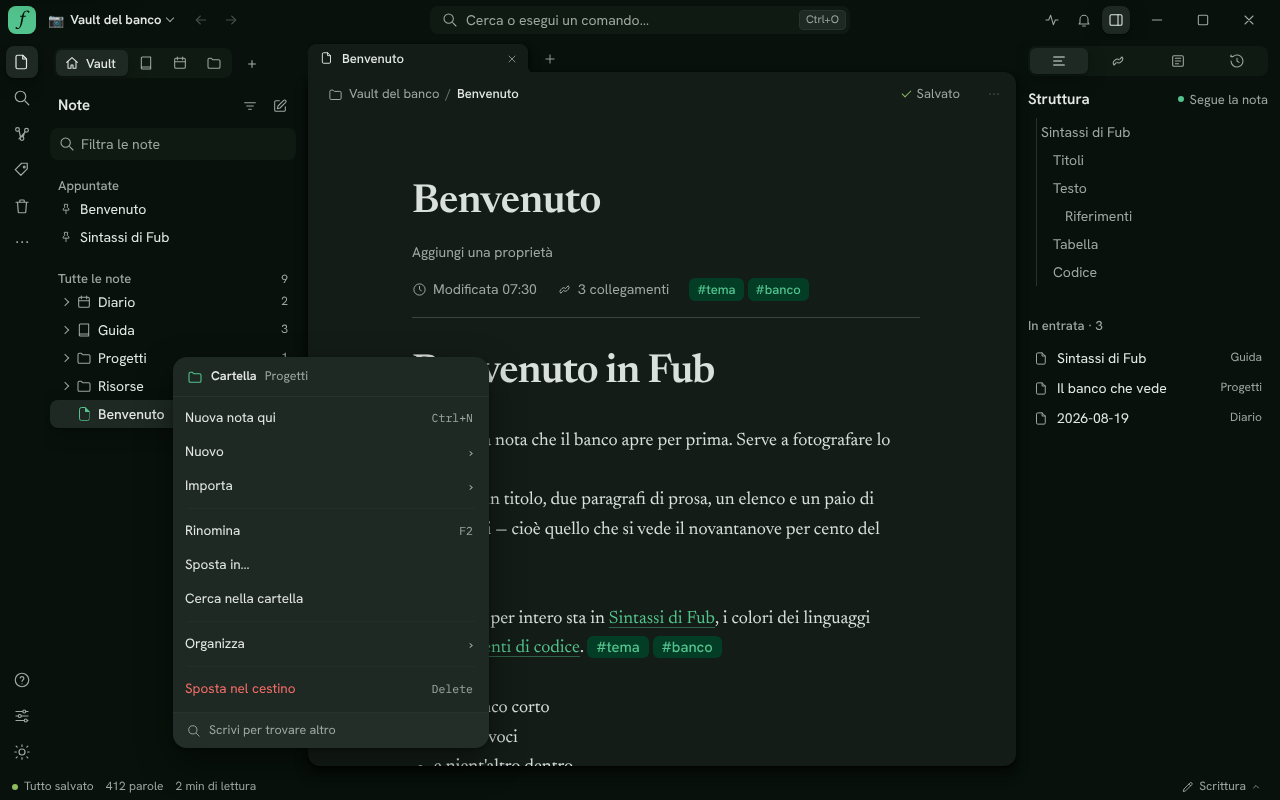 Vault del banco
Cerca o esegui un comando...
Ctrl+O
Vault
Benvenuto
Note
Filtra le note
Appuntate
Benvenuto
Sintassi di Fub
Tutte le note 9
Diario 2
Guida 3
Progetti 1
Risorse
Benvenuto
Cartella Progetti
Nuova nota qui Ctrl+N
Nuovo
Importa
Rinomina F2
Sposta in...
Cerca nella cartella
Organizza
Sposta nel cestino Delete
Scrivi per trovare altro
Vault del banco / Benvenuto
Salvato
Benvenuto
Aggiungi una proprietà
Modificata 07:30 3 collegamenti #tema #banco
venuto in Fub
nota che il banco apre per prima. Serve a fotografare lo
n titolo, due paragrafi di prosa, un elenco e un paio di
i – cioè quello che si vede il novantanove per cento del
per intero sta in Sintassi di Fub, i colori dei linguaggi
nti di codice. #tema #banco
co corto
voci
e nient'altro dentro
Struttura Segue la nota
Sintassi di Fub
Titoli
Testo
Riferimenti
Tabella
Codice
In entrata · 3
Sintassi di Fub Guida
Il banco che vede Progetti
2026-08-19 Diario
Tutto salvato 412 parole 2 min di lettura
Scrittura